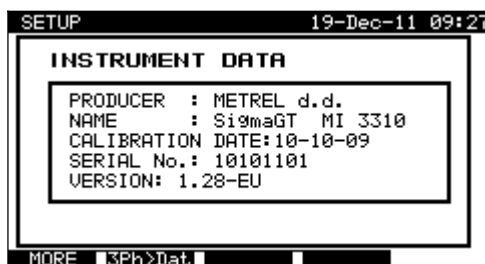 SETUP 19-Dec-11 09:27
INSTRUMENT DATA
PRODUCER : METREL d.d.
NAME : SigmaGT MI 3310
CALIBRATION DATE:10-10-09
SERIAL No.: 10101101
VERSION: 1.28-EU
MORE 3Ph>Dat